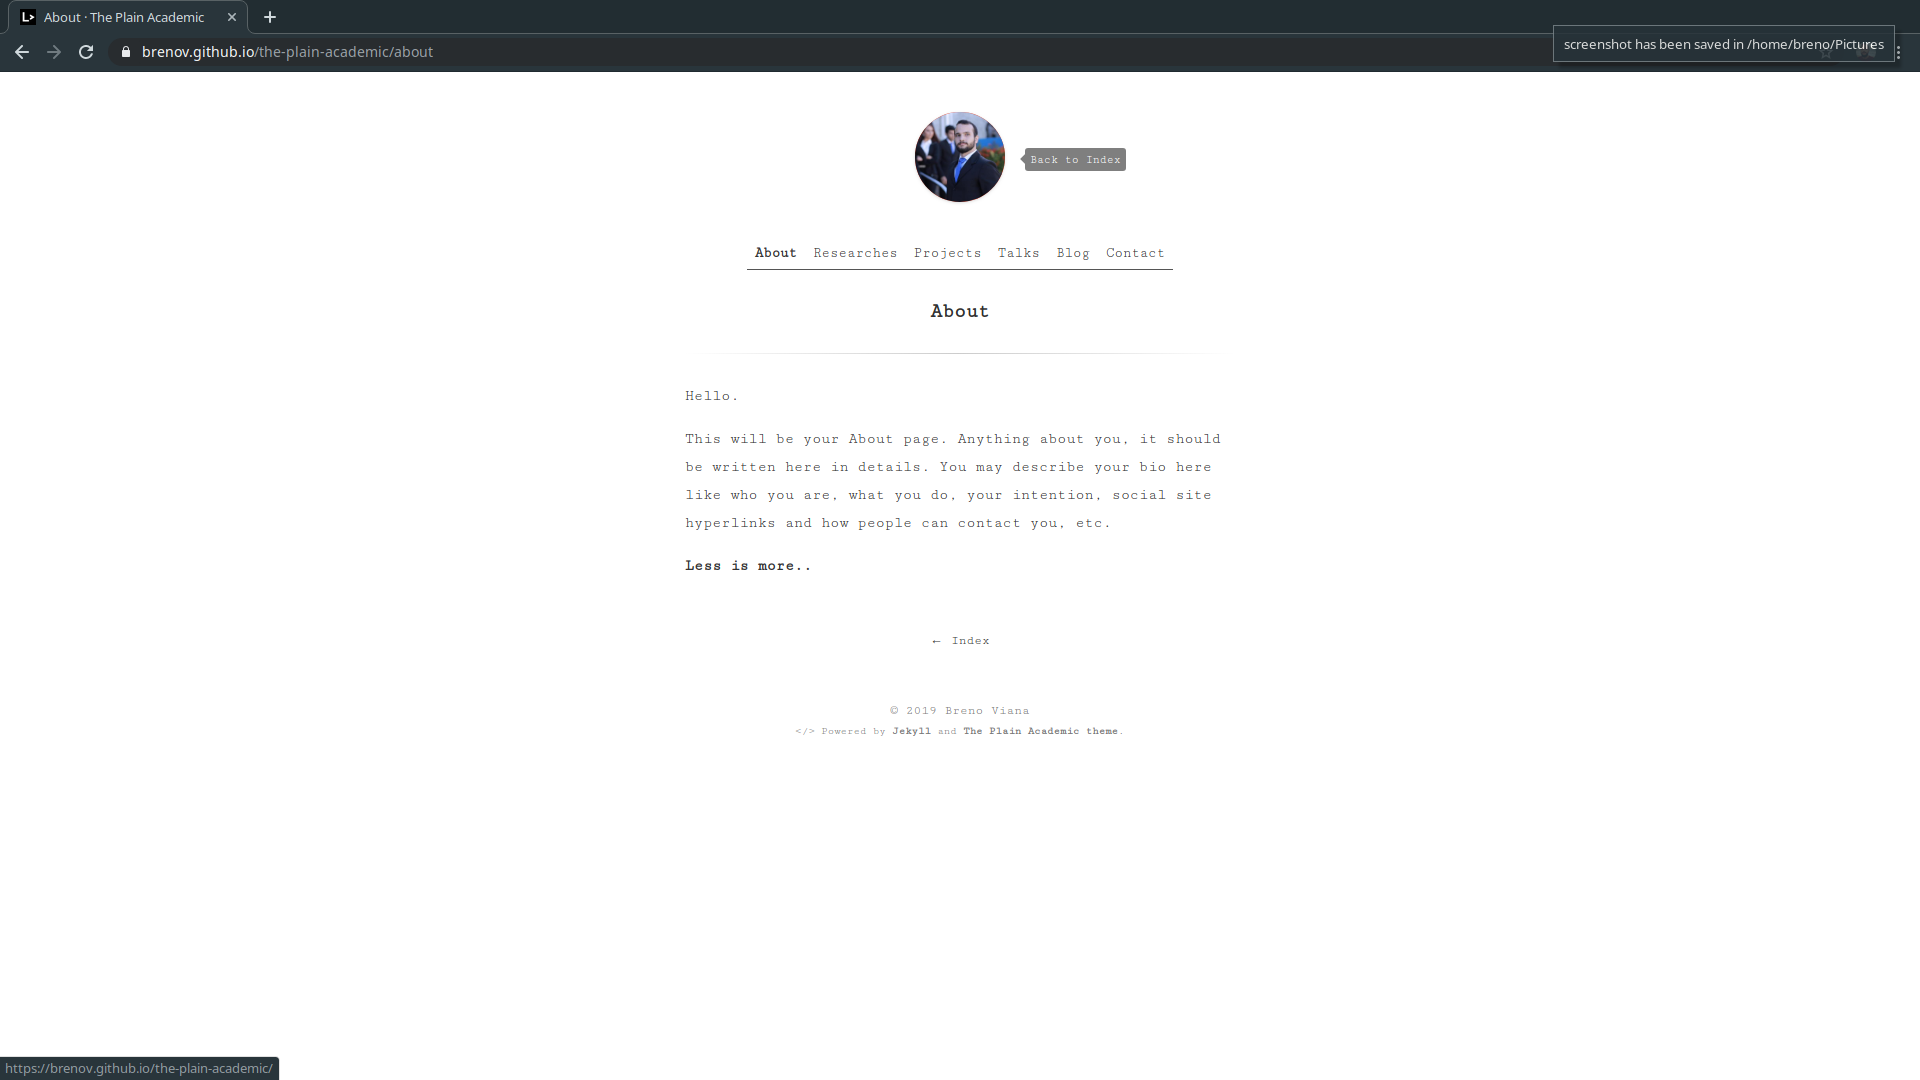 About · The Plain Academic
brenov.github.io/the-plain-academic/about
screenshot has been saved in /home/breno/Pictures
Back to Index
About Researches Projects Talks Blog Contact
About
Hello.
This will be your About page. Anything about you, it should
be written here in details. You may describe your bio here
like who you are, what you do, your intention, social site
hyperlinks and how people can contact you, etc.
Less is more..
← Index
© 2019 Breno Viana
</> Powered by Jekyll and The Plain Academic theme.
https://brenov.github.io/the-plain-academic/